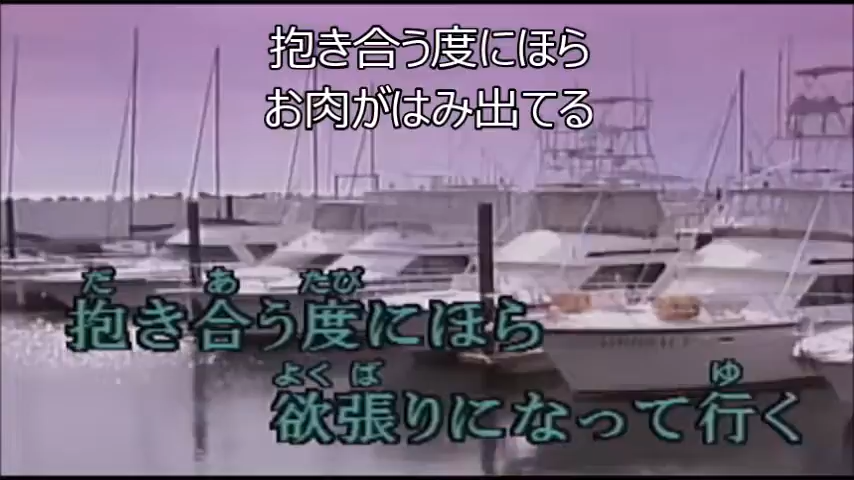 抱き合う度にほら
お肉がはみ出てる
だ あ たび
抱き合う度にほら
よく ば ゆ
欲張りになって行く